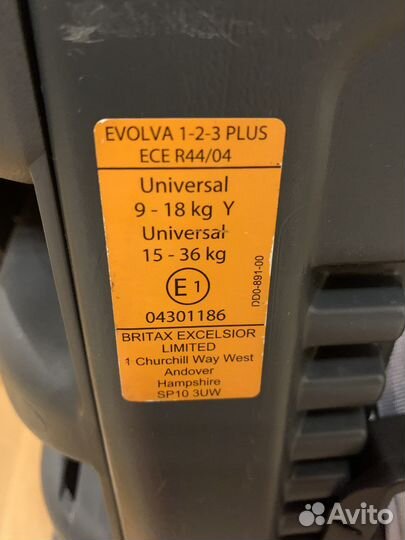 EVOLVA 1-2-3 PLUS
ECE R44/04
Universal
9 - 18 kg Y
Universal
15 - 36 kg
E1
04301186
BRITAX EXCELSIOR
LIMITED
1 Churchill Way West
Andover
Hampshire
SP10 3UW
DD0-891-00
Avito